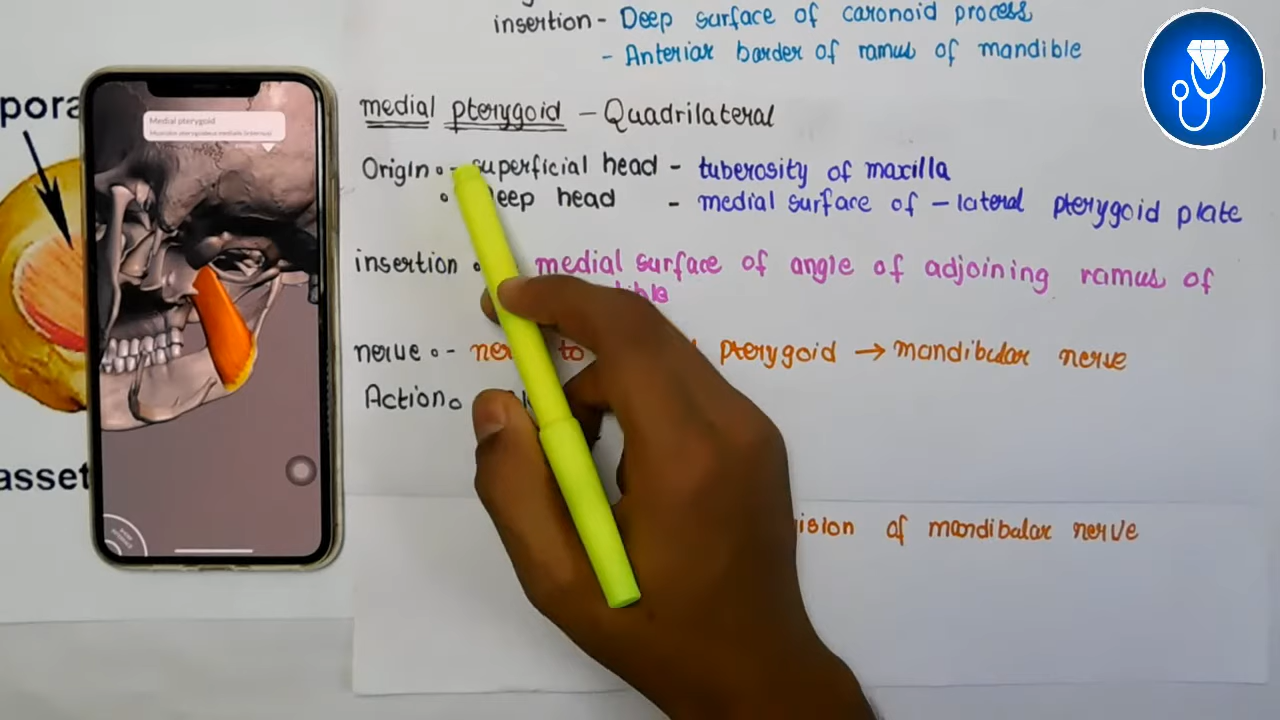 pora
asset
Medial pterygoid
insertion - Deep surface of coronoid process
- Anterior border of ramus of mandible
medial pterygoid - Quadrilateral
Origin - superficial head - tuberosity of maxilla
deep head - medial surface of - lateral pterygoid plate
insertion medial surface of angle of adjoining ramus of
nerve - to pterygoid → mandibular nerve
Action
of mandibular nerve